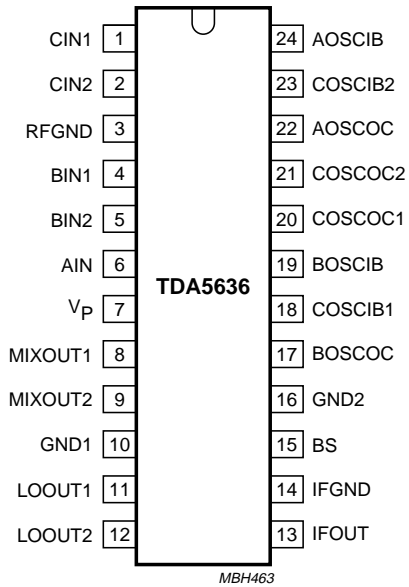 CIN1 1 24 AOSCIB
CIN2 2 23 COSCIB2
RFGND 3 22 AOSCOC
BIN1 4 21 COSCOC2
BIN2 5 20 COSCOC1
AIN 6 19 BOSCIB
TDA5636
VP 7 18 COSCIB1
MIXOUT1 8 17 BOSCOC
MIXOUT2 9 16 GND2
GND1 10 15 BS
LOOUT1 11 14 IFGND
LOOUT2 12 13 IFOUT
MBH463